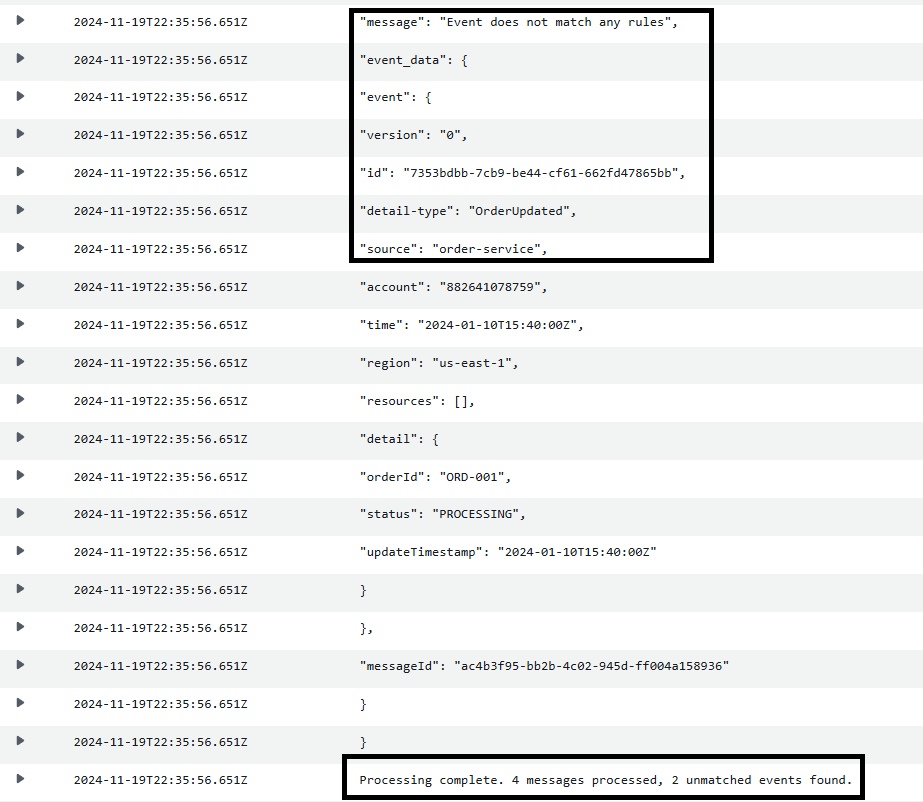 2024-11-19T22:35:56.651Z "message": "Event does not match any rules",
2024-11-19T22:35:56.651Z "event_data": {
2024-11-19T22:35:56.651Z "event": {
2024-11-19T22:35:56.651Z "version": "0",
2024-11-19T22:35:56.651Z "id": "7353bdbb-7cb9-be44-cf61-662fd47865bb",
2024-11-19T22:35:56.651Z "detail-type": "OrderUpdated",
2024-11-19T22:35:56.651Z "source": "order-service",
2024-11-19T22:35:56.651Z "account": "882641078759",
2024-11-19T22:35:56.651Z "time": "2024-01-10T15:40:00Z",
2024-11-19T22:35:56.651Z "region": "us-east-1",
2024-11-19T22:35:56.651Z "resources": [],
2024-11-19T22:35:56.651Z "detail": {
2024-11-19T22:35:56.651Z "orderId": "ORD-001",
2024-11-19T22:35:56.651Z "status": "PROCESSING",
2024-11-19T22:35:56.651Z "updateTimestamp": "2024-01-10T15:40:00Z"
2024-11-19T22:35:56.651Z }
2024-11-19T22:35:56.651Z },
2024-11-19T22:35:56.651Z "messageId": "ac4b3f95-bb2b-4c02-945d-ff004a158936"
2024-11-19T22:35:56.651Z }
2024-11-19T22:35:56.651Z }
2024-11-19T22:35:56.651Z Processing complete. 4 messages processed, 2 unmatched events found.